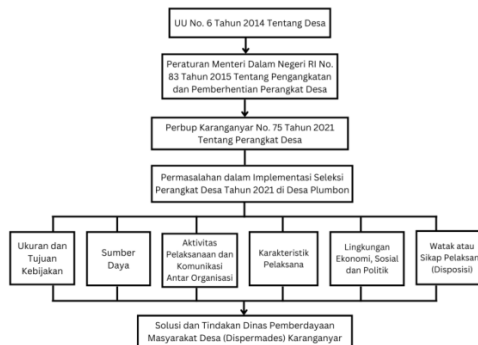 UU No. 6 Tahun 2014 Tentang Desa
Peraturan Menteri Dalam Negeri RI No.
83 Tahun 2015 Tentang Pengangkatan
dan Pemberhentian Perangkat Desa
Perbup Karanganyar No. 75 Tahun 2021
Tentang Perangkat Desa
Permasalahan dalam Implementasi Seleksi
Perangkat Desa Tahun 2021 di Desa Plumbon
Ukuran dan
Tujuan
Kebijakan
Sumber
Daya
Aktivitas
Pelaksanaan dan
Komunikasi
Antar Organisasi
Karakteristik
Pelaksana
Lingkungan
Ekonomi, Sosial
dan Politik
Watak atau
Sikap Pelaksana
(Disposisi)
Solusi dan Tindakan Dinas Pemberdayaan
Masyarakat Desa (Dispermades) Karanganyar